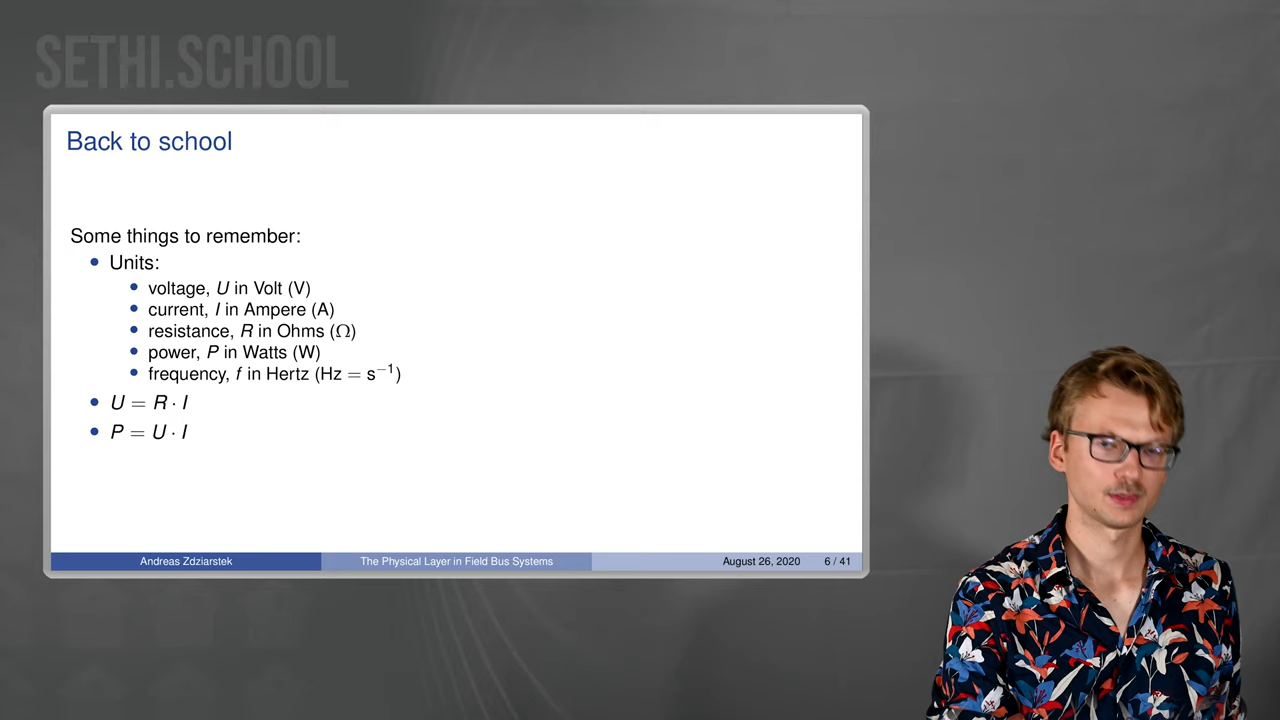 SETHI.SCHOOL
Back to school
Some things to remember:
• Units:
• voltage, U in Volt (V)
• current, I in Ampere (A)
• resistance, R in Ohms (Ω)
• power, P in Watts (W)
• frequency, f in Hertz (Hz = s⁻¹)
• U = R · I
• P = U · I
Andreas Zdziarstek The Physical Layer in Field Bus Systems August 26, 2020 6 / 41